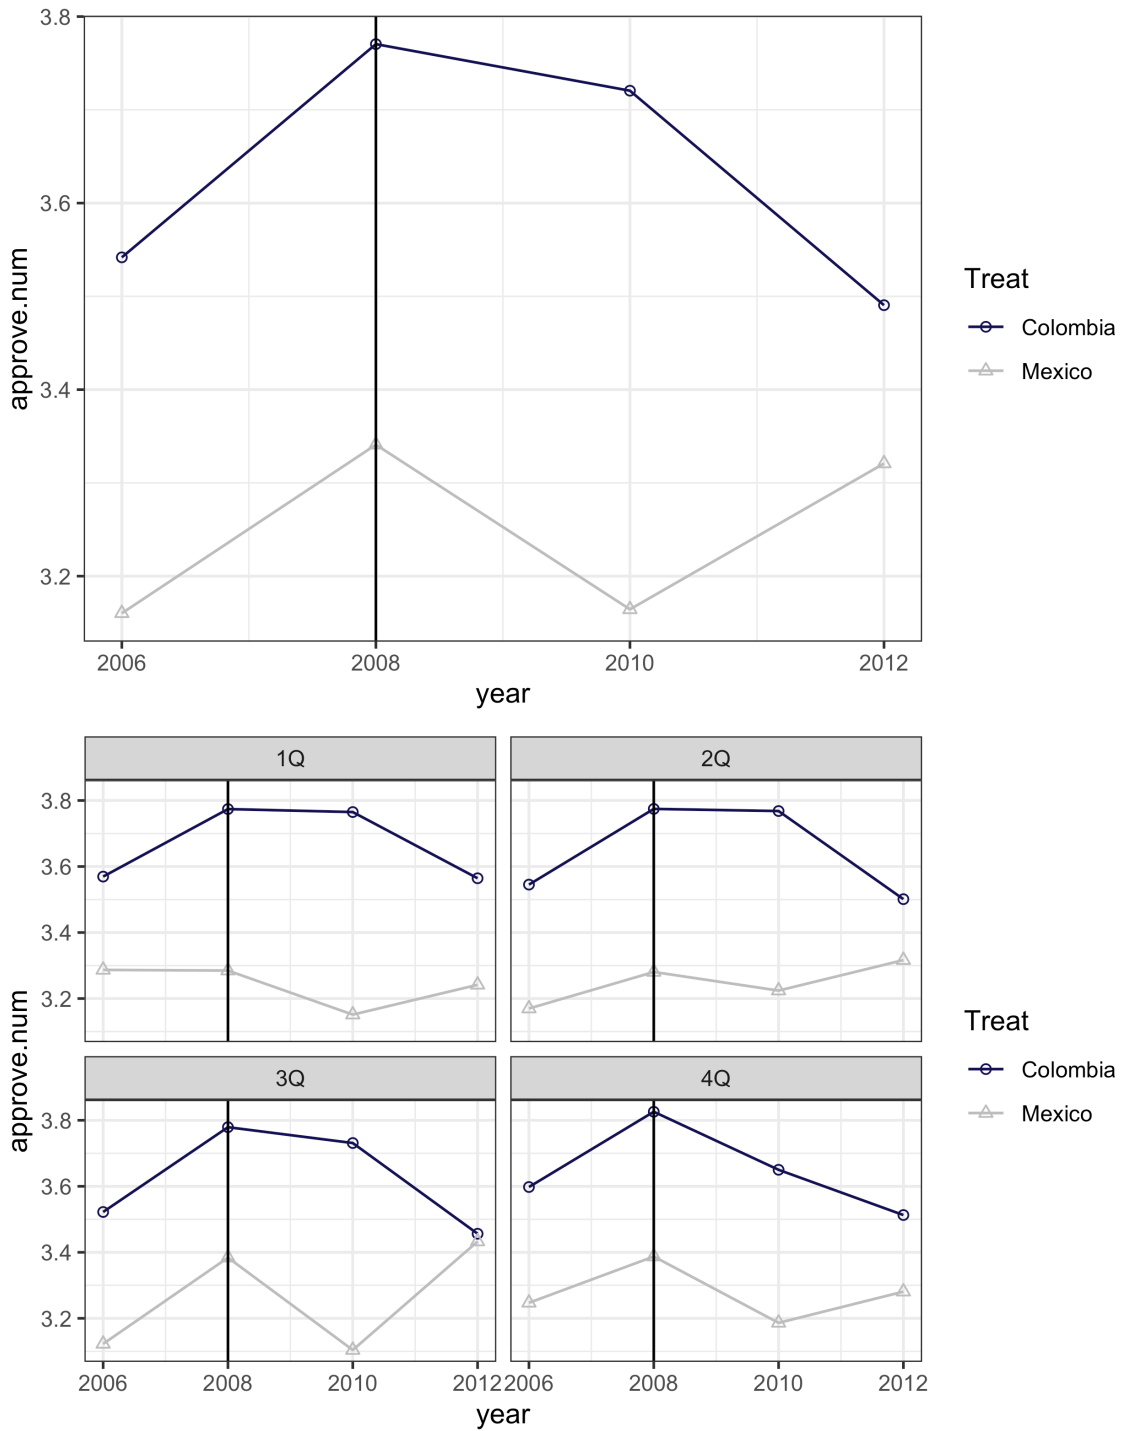 3.8
3.6
3.4
3.2
approve.num
2006 2008 2010 2012
year
Treat
Colombia
Mexico
1Q 2Q
3.8
3.6
3.4
3.2
approve.num
3Q 4Q
3.8
3.6
3.4
3.2
2006 2008 2010 2012 2006 2008 2010 2012
year
Treat
Colombia
Mexico